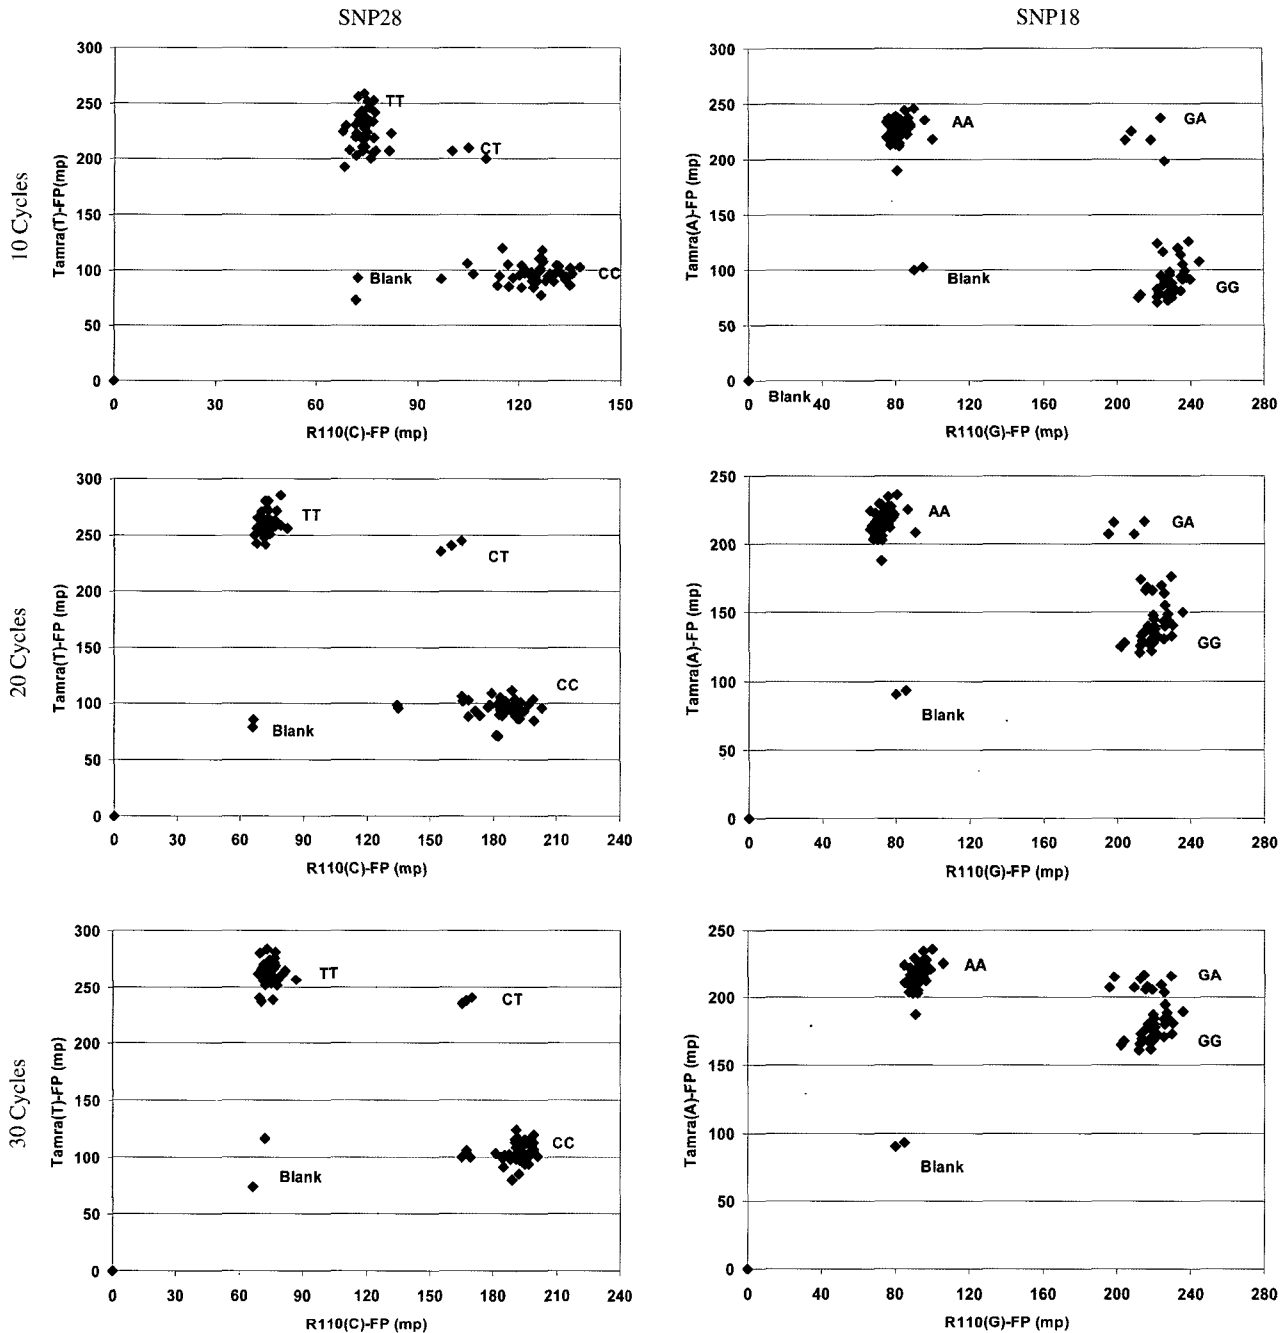 SNP28
SNP18
10 Cycles
Tamra(T)-FP(mp)
300
250
200
150
100
50
0
TT
CT
Blank
CC
0 30 60 90 120 150
R110(C)-FP (mp)
Tamra(A)-FP (mp)
300
250
200
150
100
50
0
AA
GA
Blank
GG
Blank
0 40 80 120 160 200 240 280
R110(G)-FP (mp)
20 Cycles
Tamra(T)-FP (mp)
300
250
200
150
100
50
0
TT
CT
CC
Blank
0 30 60 90 120 150 180 210 240
R110(C)-FP (mp)
Tamra(A)-FP (mp)
250
200
150
100
50
0
AA
GA
GG
Blank
0 40 80 120 160 200 240 280
R110(G)-FP (mp)
30 Cycles
Tamra(T)-FP (mp)
300
250
200
150
100
50
0
TT
CT
CC
Blank
0 30 60 90 120 150 180 210 240
R110(C)-FP (mp)
Tamra(A)-FP (mp)
250
200
150
100
50
0
AA
GA
GG
Blank
0 40 80 120 160 200 240 280
R110(G)-FP (mp)